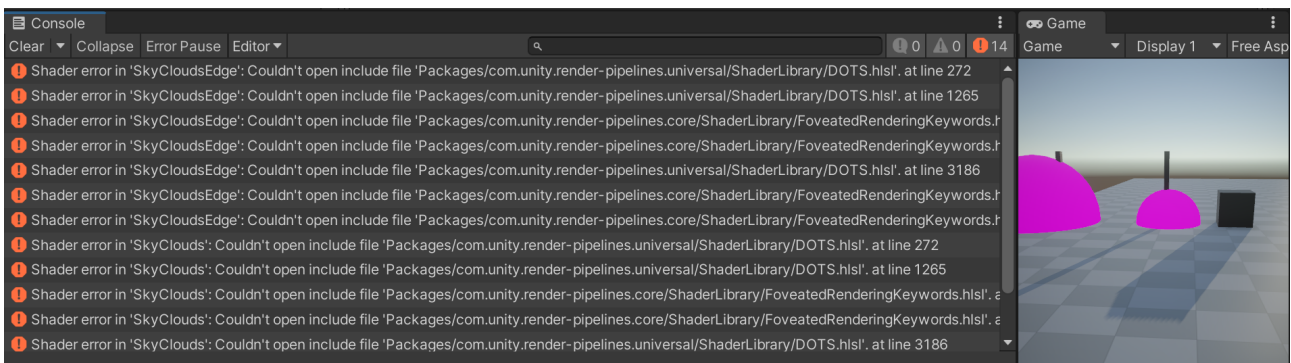 Console
Clear Collapse Error Pause Editor 0 0 14
Shader error in 'SkyCloudsEdge': Couldn't open include file 'Packages/com.unity.render-pipelines.universal/ShaderLibrary/DOTS.hlsl'. at line 272
Shader error in 'SkyCloudsEdge': Couldn't open include file 'Packages/com.unity.render-pipelines.universal/ShaderLibrary/DOTS.hlsl'. at line 1265
Shader error in 'SkyCloudsEdge': Couldn't open include file 'Packages/com.unity.render-pipelines.core/ShaderLibrary/FoveatedRenderingKeywords.h
Shader error in 'SkyCloudsEdge': Couldn't open include file 'Packages/com.unity.render-pipelines.core/ShaderLibrary/FoveatedRenderingKeywords.h
Shader error in 'SkyCloudsEdge': Couldn't open include file 'Packages/com.unity.render-pipelines.universal/ShaderLibrary/DOTS.hlsl'. at line 3186
Shader error in 'SkyCloudsEdge': Couldn't open include file 'Packages/com.unity.render-pipelines.core/ShaderLibrary/FoveatedRenderingKeywords.h
Shader error in 'SkyCloudsEdge': Couldn't open include file 'Packages/com.unity.render-pipelines.core/ShaderLibrary/FoveatedRenderingKeywords.h
Shader error in 'SkyClouds': Couldn't open include file 'Packages/com.unity.render-pipelines.universal/ShaderLibrary/DOTS.hlsl'. at line 272
Shader error in 'SkyClouds': Couldn't open include file 'Packages/com.unity.render-pipelines.universal/ShaderLibrary/DOTS.hlsl'. at line 1265
Shader error in 'SkyClouds': Couldn't open include file 'Packages/com.unity.render-pipelines.core/ShaderLibrary/FoveatedRenderingKeywords.hlsl'. a
Shader error in 'SkyClouds': Couldn't open include file 'Packages/com.unity.render-pipelines.core/ShaderLibrary/FoveatedRenderingKeywords.hlsl'. a
Shader error in 'SkyClouds': Couldn't open include file 'Packages/com.unity.render-pipelines.universal/ShaderLibrary/DOTS.hlsl'. at line 3186
Game
Game Display 1 Free Asp